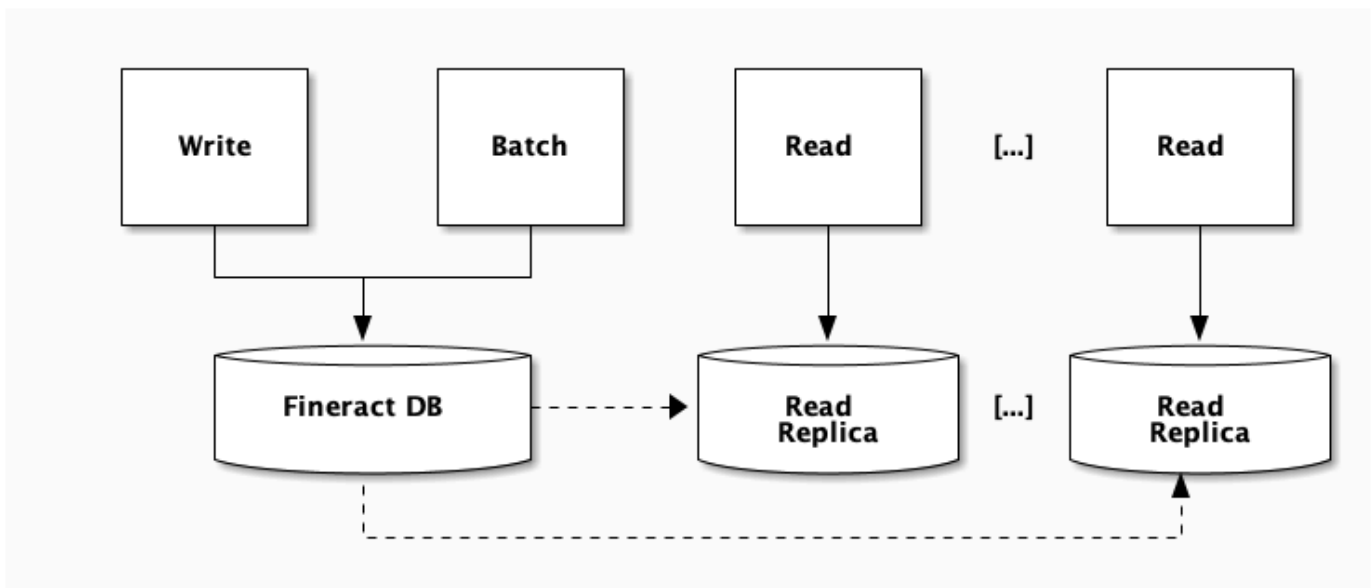 Write
Batch
Read
[...]
Read
Fineract DB
Read
Replica
[...]
Read
Replica